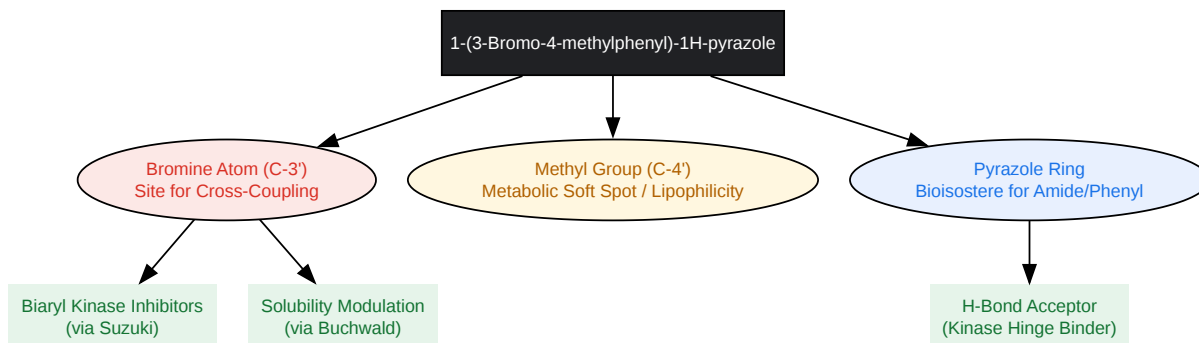 1-(3-Bromo-4-methylphenyl)-1H-pyrazole
Bromine Atom (C-3')
Site for Cross-Coupling
Methyl Group (C-4')
Metabolic Soft Spot / Lipophilicity
Pyrazole Ring
Bioisostere for Amide/Phenyl
Biaryl Kinase Inhibitors
(via Suzuki)
Solubility Modulation
(via Buchwald)
H-Bond Acceptor
(Kinase Hinge Binder)